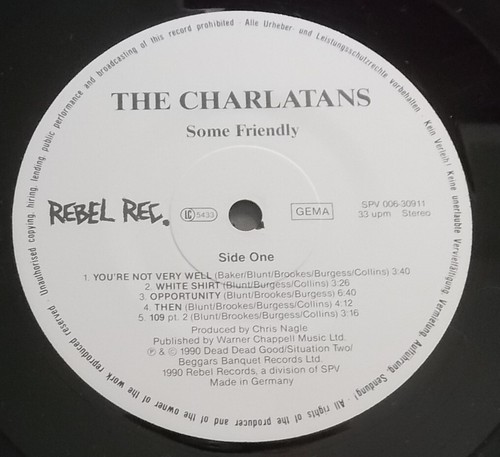 Unauthorised copying, hiring, lending, public performance and broadcasting of this record prohibited · Alle Urheber- und Leistungsschutzrechte vorbehalten · Kein Verleih! Keine unerlaubte Vervielfältigung, Vermietung, Aufführung, Sendung! · All rights of the producer and of the owner of the work reproduced reserved
THE CHARLATANS
Some Friendly
REBEL REC.
LC 5433
GEMA
SPV 006-30911
33 upm Stereo
Side One
1. YOU'RE NOT VERY WELL (Baker/Blunt/Brookes/Burgess/Collins) 3:40
2. WHITE SHIRT (Blunt/Burgess/Collins) 3:26
3. OPPORTUNITY (Blunt/Brookes/Burgess/Collins) 6:40
4. THEN (Blunt/Brookes/Burgess/Collins) 4:12
5. 109 pt. 2 (Blunt/Brookes/Burgess/Collins) 3:16
Produced by Chris Nagle
Published by Warner Chappell Music Ltd.
Ⓟ & © 1990 Dead Dead Good/Situation Two/
Beggars Banquet Records Ltd.
1990 Rebel Records, a division of SPV
Made in Germany